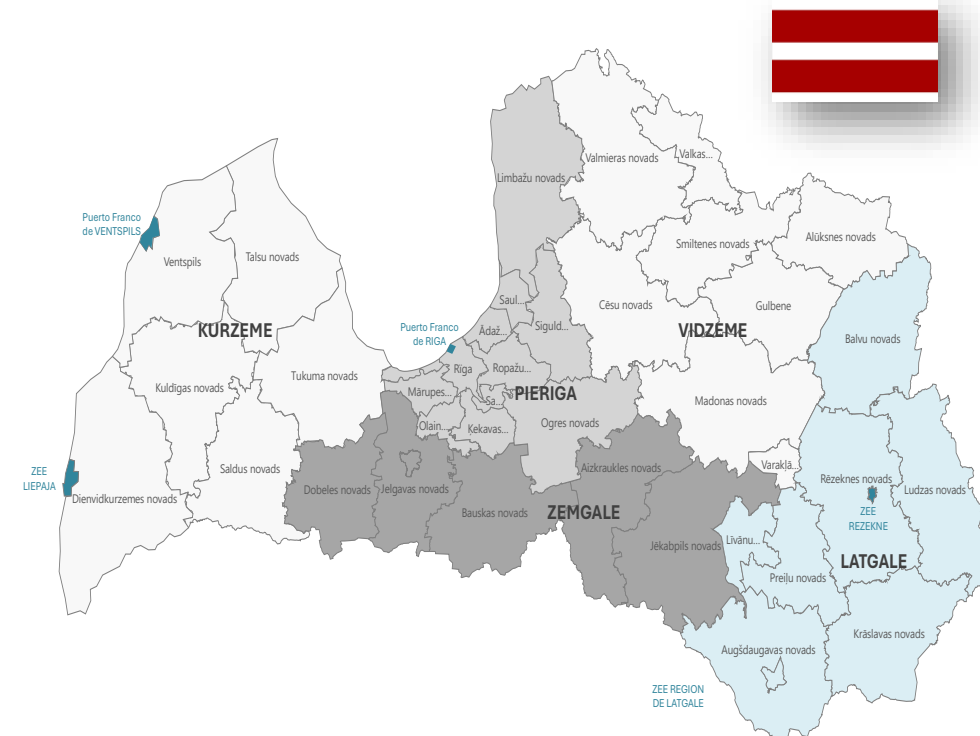 Valmieras novads
Valkas...
Limbažu novads
Puerto Franco
de VENTSPILS
Smiltenes novads
Alūksnes novads
Talsu novads
Ventspils
Saul...
Cēsu novads
Gulbene
Puerto Franco
de RIGA
Ādaž...
Siguld...
KURZEME
VIDZEME
Balvu novads
Rīga
Ropažu...
Tukuma novads
Kuldīgas novads
Mārupes...
Sa...
PIERIGA
Madonas novads
Olain...
Ķekavas...
Ogres novads
ZEE
LIEPAJA
Saldus novads
Aizkraukles novads
Varakļā...
Rēzeknes novads
Dienvidkurzemes novads
Dobeles novads
Jelgavas novads
Ludzas novads
Bauskas novads
ZEMGALE
ZEE
REZEKNE
Jēkabpils novads
Līvānu...
LATGALE
Preiļu novads
Krāslavas novads
Augšdaugavas novads
ZEE REGION
DE LATGALE